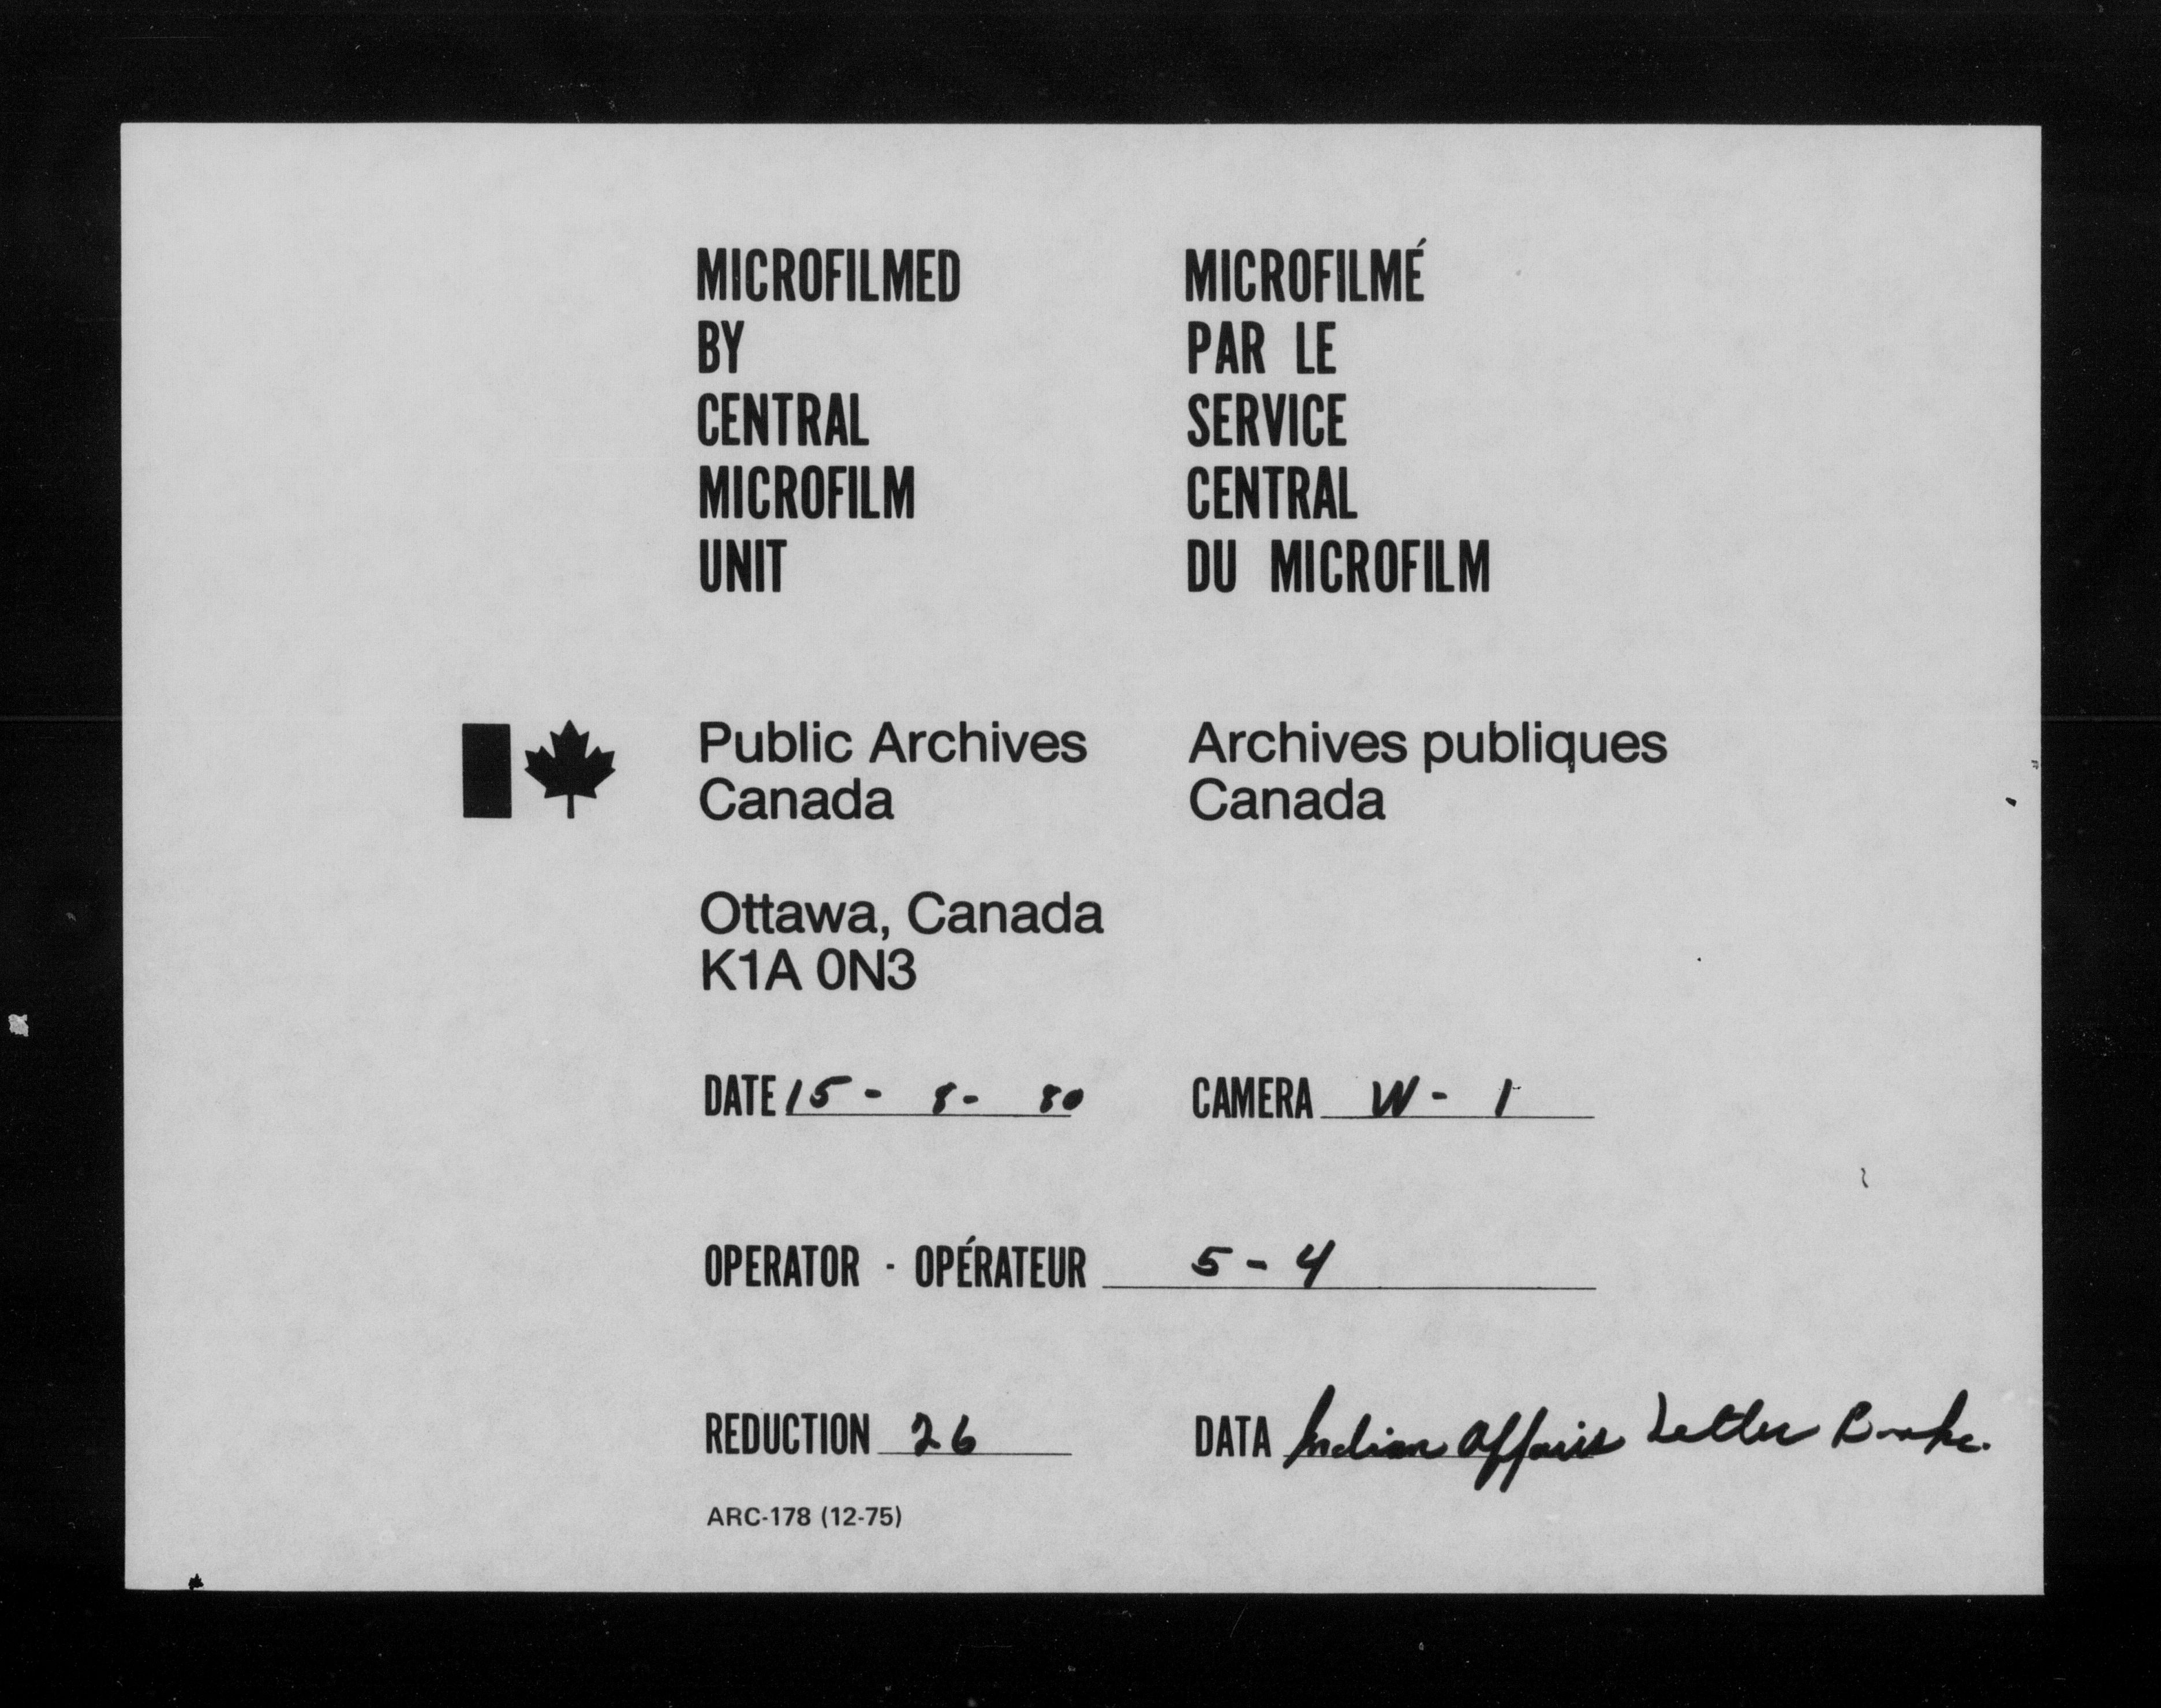 MICROFILMED
BY
CENTRAL
MICROFILM
UNIT
MICROFILMÉ
PAR LE
SERVICE
CENTRAL
DU MICROFILM
Public Archives
Canada
Archives publiques
Canada
Ottawa, Canada
K1A 0N3
DATE 15 - 8 - 80
CAMERA W - 1
OPERATOR - OPÉRATEUR 5 - 4
REDUCTION 26
DATA Indian Affairs Letter Books.
ARC-178 (12-75)